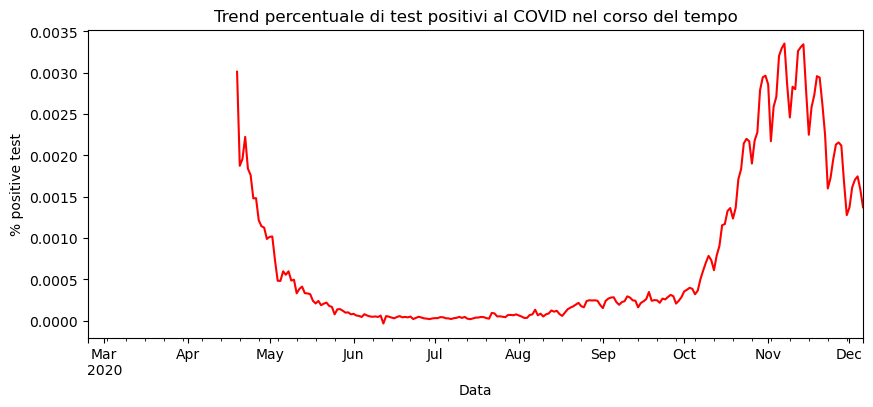 Trend percentuale di test positivi al COVID nel corso del tempo
0.0035
0.0030
0.0025
0.0020
0.0015
0.0010
0.0005
0.0000
% positive test
Mar Apr May Jun Jul Aug Sep Oct Nov Dec
2020
Data